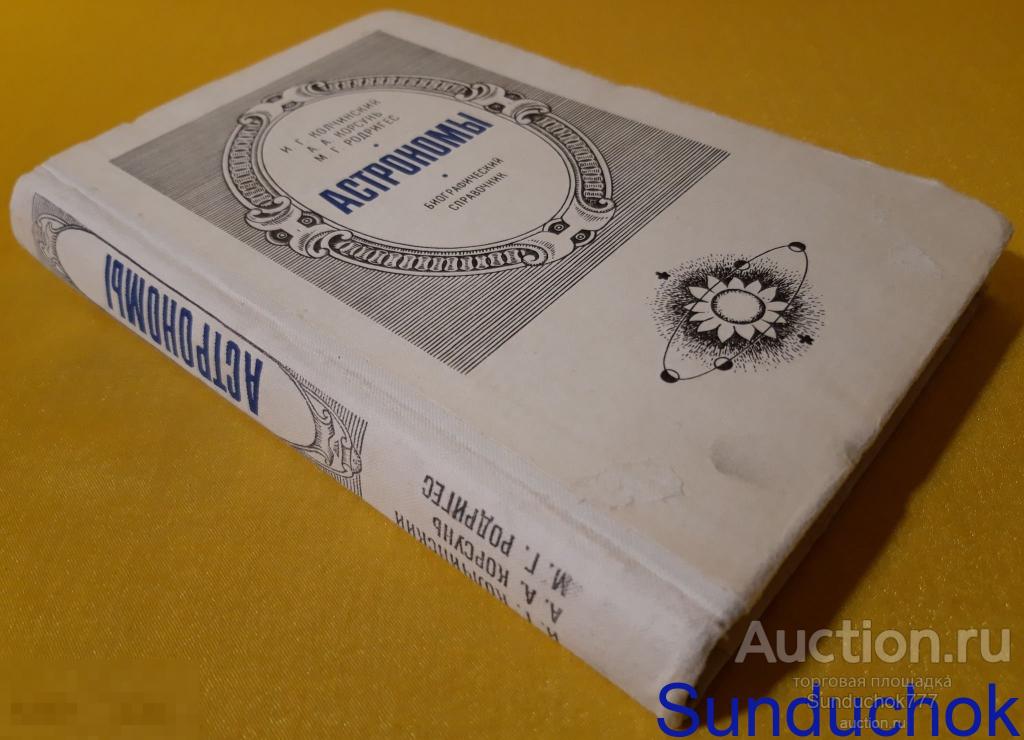 И. Г. КОЛЧИНСКИЙ
А. А. КОРСУНЬ
М. Г. РОДРИГЕС
АСТРОНОМЫ
БИОГРАФИЧЕСКИЙ
СПРАВОЧНИК
АСТРОНОМЫ
И. Г. КОЛЧИНСКИЙ
А. А. КОРСУНЬ
М. Г. РОДРИГЕС
Auction.ru
торговая площадка
Sunduchok777
auction.ru
Sunduchok